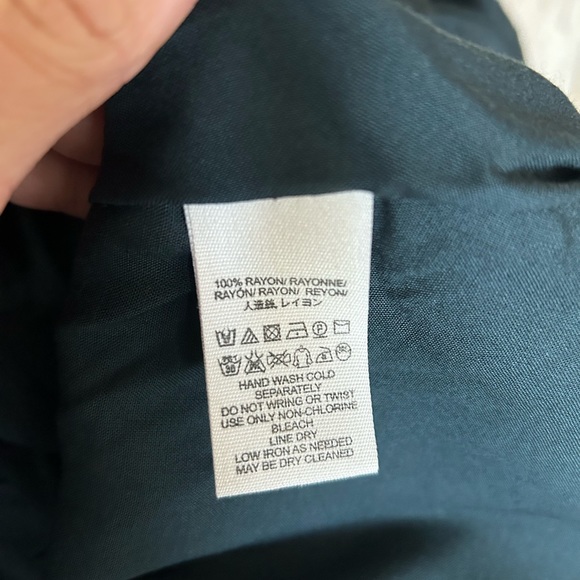 100% RAYON/ RAYONNE/
RAYÓN/ RAYON/ REYON/
人造絲, レイヨン
HAND WASH COLD
SEPARATELY
DO NOT WRING OR TWIST
USE ONLY NON-CHLORINE
BLEACH
LINE DRY
LOW IRON AS NEEDED
MAY BE DRY CLEANED